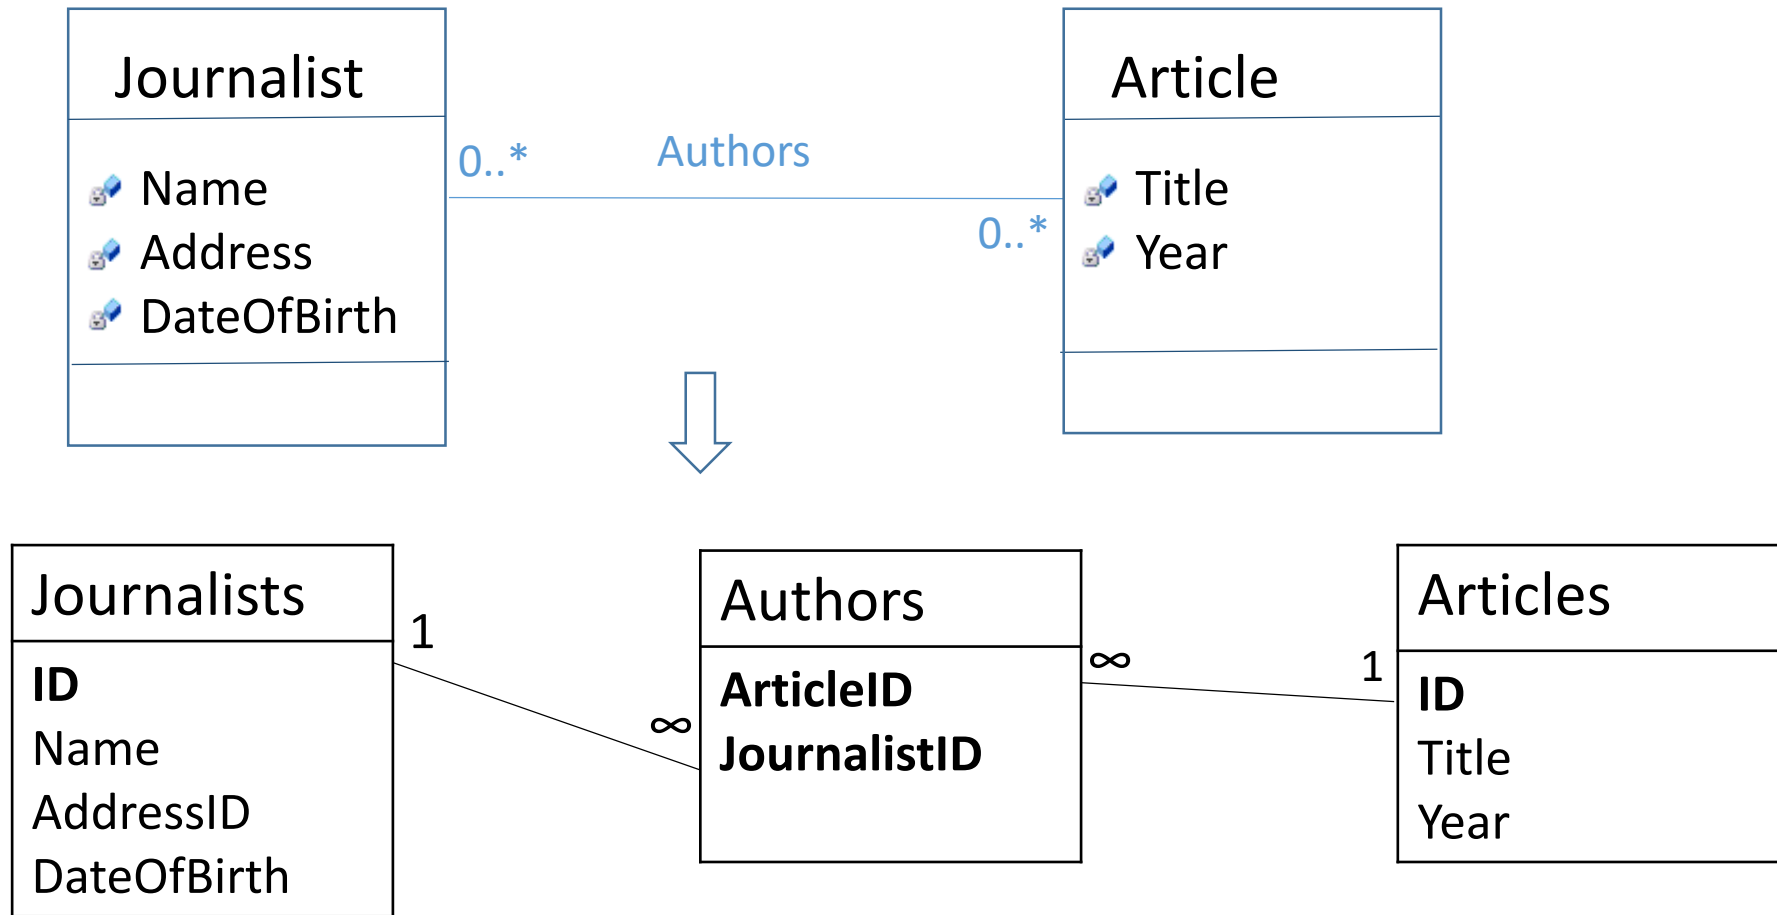 Journalist
Name
Address
DateOfBirth
0..*
Authors
0..*
Article
Title
Year
Journalists
ID
Name
AddressID
DateOfBirth
1
∞
Authors
ArticleID
JournalistID
∞
1
Articles
ID
Title
Year